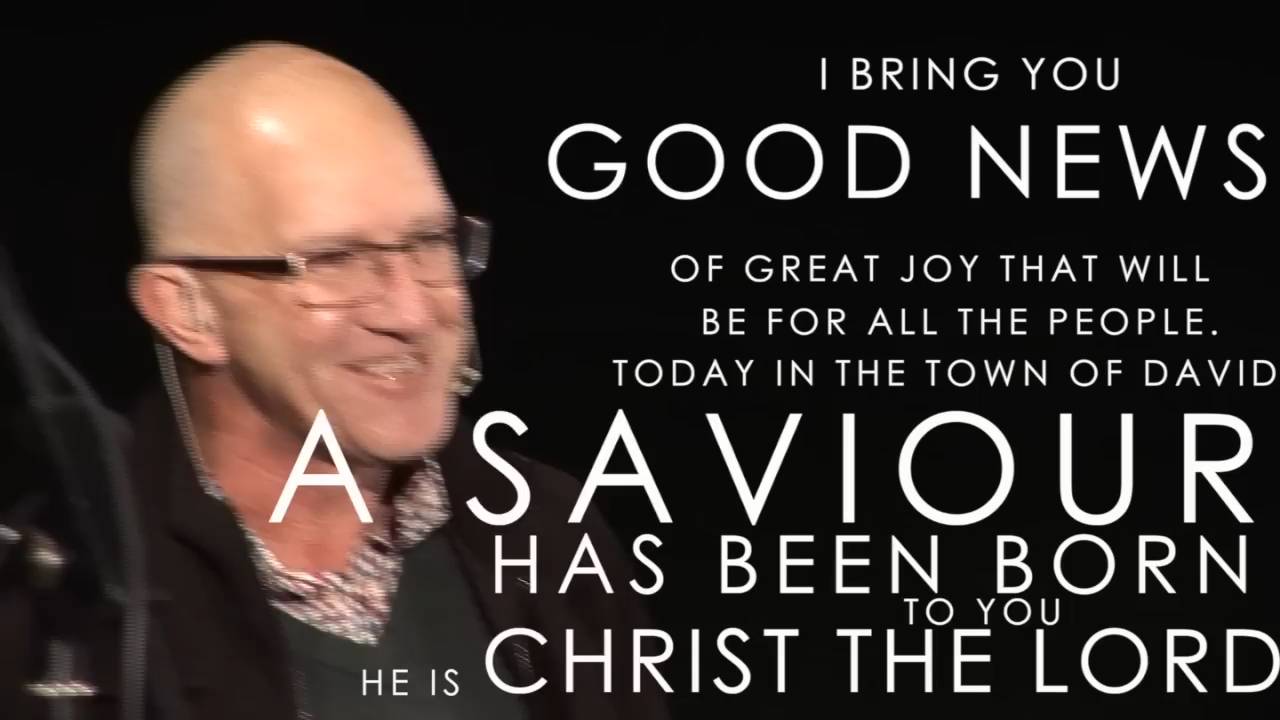 I BRING YOU
GOOD NEWS
OF GREAT JOY THAT WILL
BE FOR ALL THE PEOPLE.
TODAY IN THE TOWN OF DAVID
A SAVIOUR
HAS BEEN BORN
TO YOU
HE IS CHRIST THE LORD